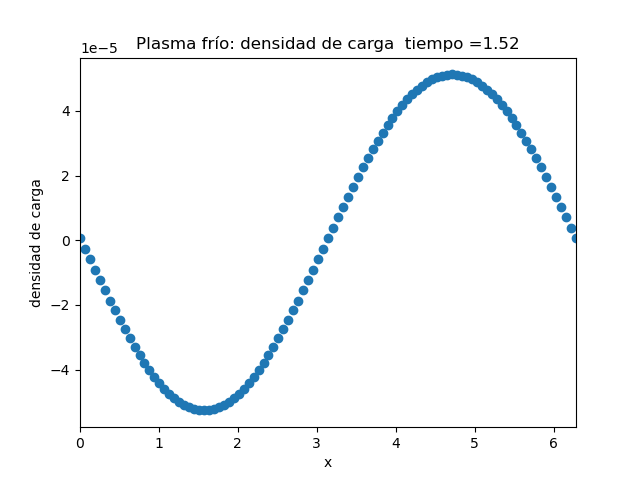 Plasma frío: densidad de carga  tiempo =1.52
1e−5
4
2
0
−2
−4
densidad de carga
0 1 2 3 4 5 6
x